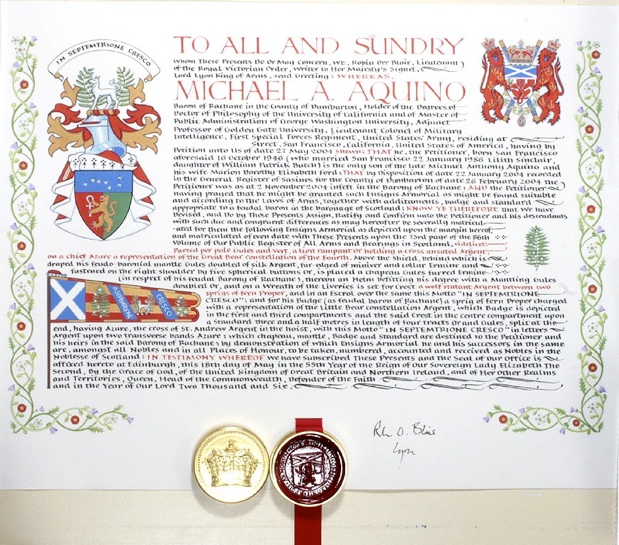 IN SEPTENTRIONE CRESCO
TO ALL AND SUNDRY
Whom These Presents Do Or May Concern, WE, Robin Orr Blair, Lieutenant
of the Royal Victorian Order, Writer to Her Majesty's Signet,
Lord Lyon King of Arms, send Greeting: WHEREAS,
MICHAEL A. AQUINO
Baron of Rachane in the County of Dumbarton, Holder of the Degrees of
Doctor of Philosophy of the University of California and of Master of
Public Administration of George Washington University, Adjunct
Professor of Golden Gate University, Lieutenant Colonel of Military
Intelligence, First Special Forces Regiment, United States Army, residing at
Street, San Francisco, California, United States of America, having by
Petition unto Us of date 27 May 2004 SHEWN: THAT he, the Petitioner, born San Francisco
aforesaid 16 October 1946 (who married San Francisco 22 January 1986 Lilith Sinclair,
daughter of William Patrick Butch) is the only son of the late Michael Anthony Aquino and
his wife Marion Dorothy Elizabeth Ford; THAT by Disposition of date 22 January 2004 recorded
in the General Register of Sasines for the County of Dumbarton of date 26 February 2004 the
Petitioner was as at 2 November 2004 infeft in the Barony of Rachane; AND the Petitioner
having prayed that he might be granted such Ensigns Armorial as might be found suitable
and according to the Laws of Arms, together with additaments, badge and standard
appropriate to a feudal baron in the baronage of Scotland; KNOW YE THEREFORE that We have
Devised, and do by These Presents Assign, Ratify and Confirm unto the Petitioner and his descendants
with such due and congruent differences as may hereafter be severally matricul-
-ated for them the following Ensigns Armorial as depicted upon the margin hereof,
and matriculated of even date with These Presents upon the 73rd page of the 86th
Volume of Our Public Register of All Arms and Bearings in Scotland, videlicet:
Parted per pale Gules and Vert, a lion rampant Or holding a cross ansated Argent,
on a chief Azure a representation of the Great Bear constellation of the Fourth. Above the Shield, behind which is
draped his feudo-baronial mantle Gules doubled of silk Argent, fur-edged of miniver and collar Ermine and
fastened on the right shoulder by five spherical buttons Or, is placed a chapeau Gules furred Ermine
(in respect of his feudal Barony of Rachane), thereon an Helm befitting his degree with a Mantling Gules
doubled Or, and on a Wreath of the Liveries is set for Crest a wolf statant Argent between two
sprigs of fern Proper, and in an Escrol over the same this Motto "IN SEPTENTRIONE
CRESCO"; and for his Badge (as feudal baron of Rachane) a sprig of fern Proper charged
with a representation of the Little Bear constellation Argent, which Badge is depicted
in the first and third compartments and the said Crest in the centre compartment upon
a standard three and a half metres in length of four tracts Or and Gules, split at the
end, having Azure, the cross of St. Andrew Argent in the hoist, with this Motto "IN SEPTENTRIONE CRESCO" in letters
Argent upon two transverse bands Azure; which chapeau, mantle, Badge and standard are destined to the Petitioner and
his heirs in the said Barony of Rachane; by demonstration of which Ensigns Armorial he and his successors in the same
are, amongst all Nobles and in all Places of Honour, to be taken, numbered, accounted and received as Nobles in the
Noblesse of Scotland; IN TESTIMONY WHEREOF we have Subscribed These Presents and the Seal of Our Office is
affixed hereto at Edinburgh, this 18th day of May in the 55th Year of the Reign of Our Sovereign Lady Elizabeth The
Second, by the Grace of God, of the United Kingdom of Great Britain and Northern Ireland, and of Her Other Realms
and Territories, Queen, Head of the Commonwealth, Defender of the Faith
and in the Year of Our Lord Two Thousand and Six.
Lyon